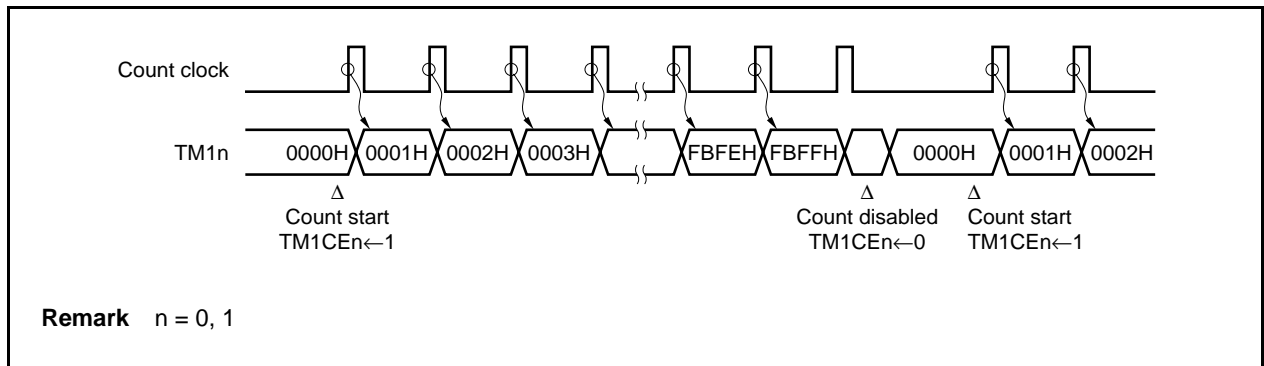 Count clock
TM1n 0000H 0001H 0002H 0003H FBFEH FBFFH 0000H 0001H 0002H
Δ Δ Δ
Count start Count disabled Count start
TM1CEn←1 TM1CEn←0 TM1CEn←1
Remark n = 0, 1